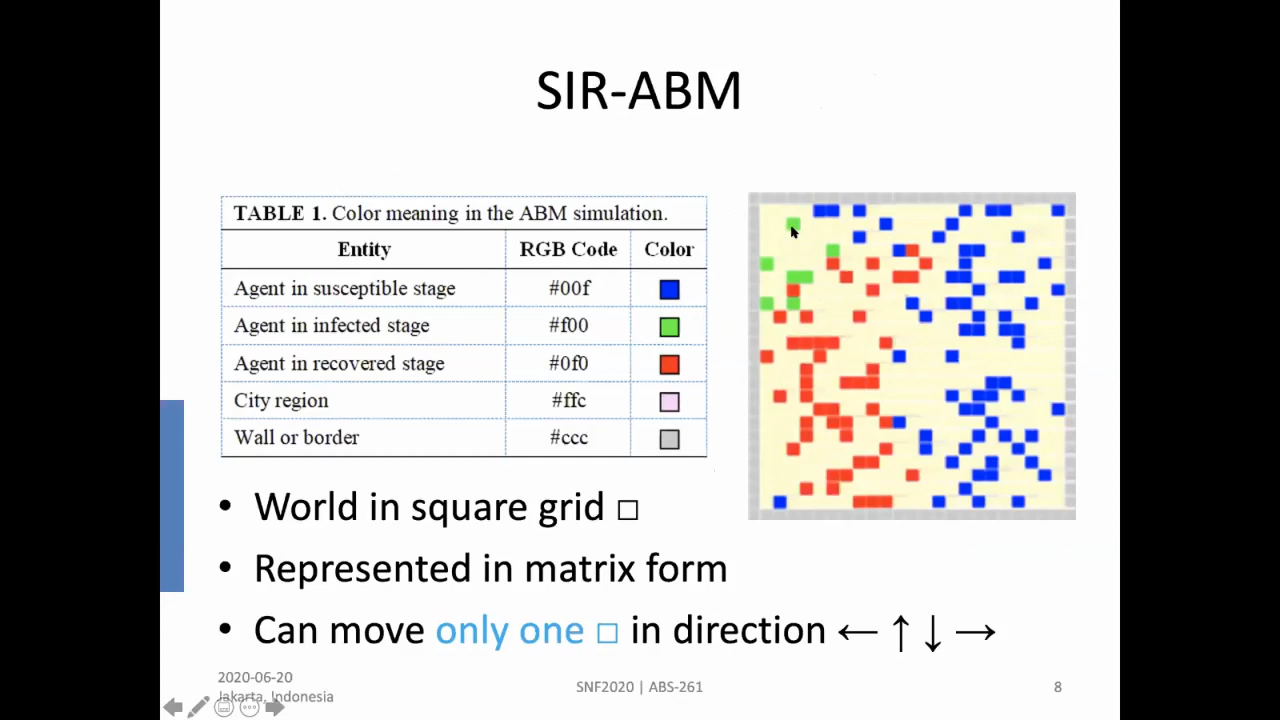 SIR-ABM
TABLE 1. Color meaning in the ABM simulation.
Entity RGB Code Color
Agent in susceptible stage #00f
Agent in infected stage #f00
Agent in recovered stage #0f0
City region #ffc
Wall or border #ccc
• World in square grid □
• Represented in matrix form
• Can move only one □ in direction ← ↑ ↓ →
2020-06-20
Jakarta, Indonesia
SNF2020 | ABS-261
8